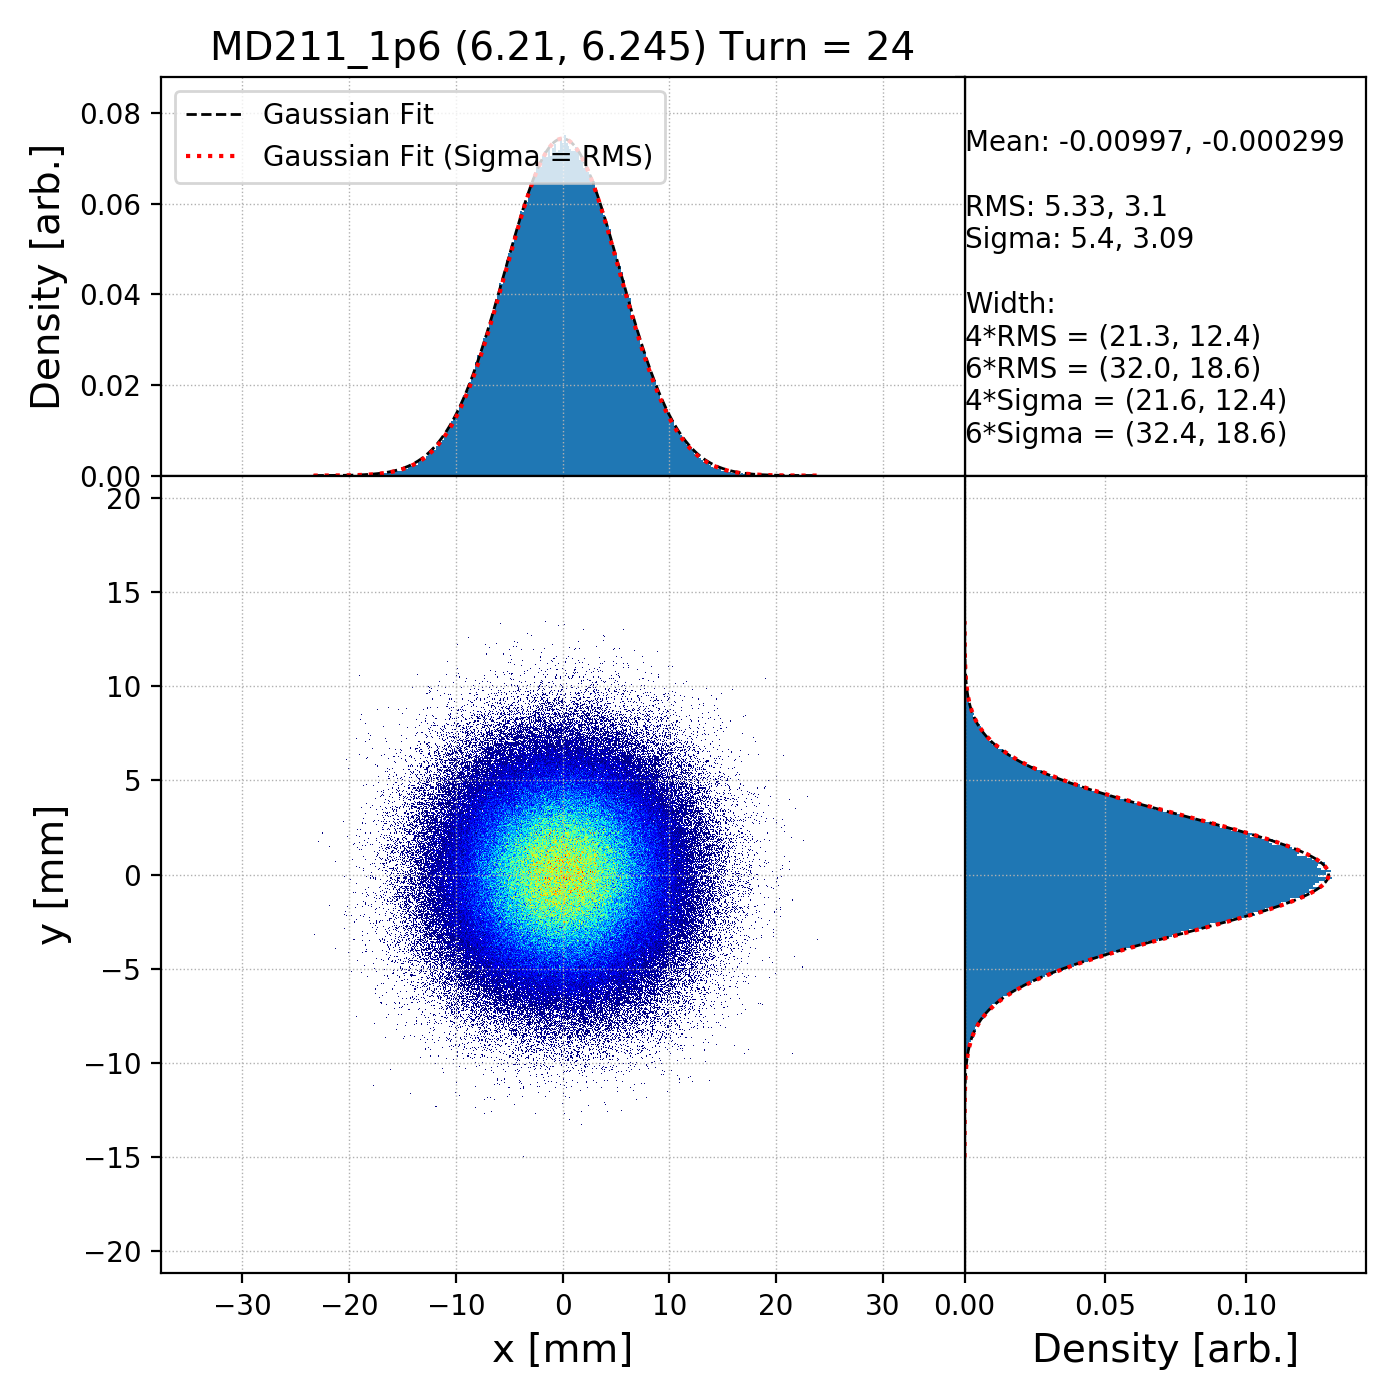 MD211_1p6 (6.21, 6.245) Turn = 24
Gaussian Fit
Gaussian Fit (Sigma = RMS)
Density [arb.]
0.08
0.06
0.04
0.02
0.00
Mean: -0.00997, -0.000299
RMS: 5.33, 3.1
Sigma: 5.4, 3.09
Width:
4*RMS = (21.3, 12.4)
6*RMS = (32.0, 18.6)
4*Sigma = (21.6, 12.4)
6*Sigma = (32.4, 18.6)
y [mm]
20
15
10
5
0
−5
−10
−15
−20
−30 −20 −10 0 10 20 30
x [mm]
0.00 0.05 0.10
Density [arb.]